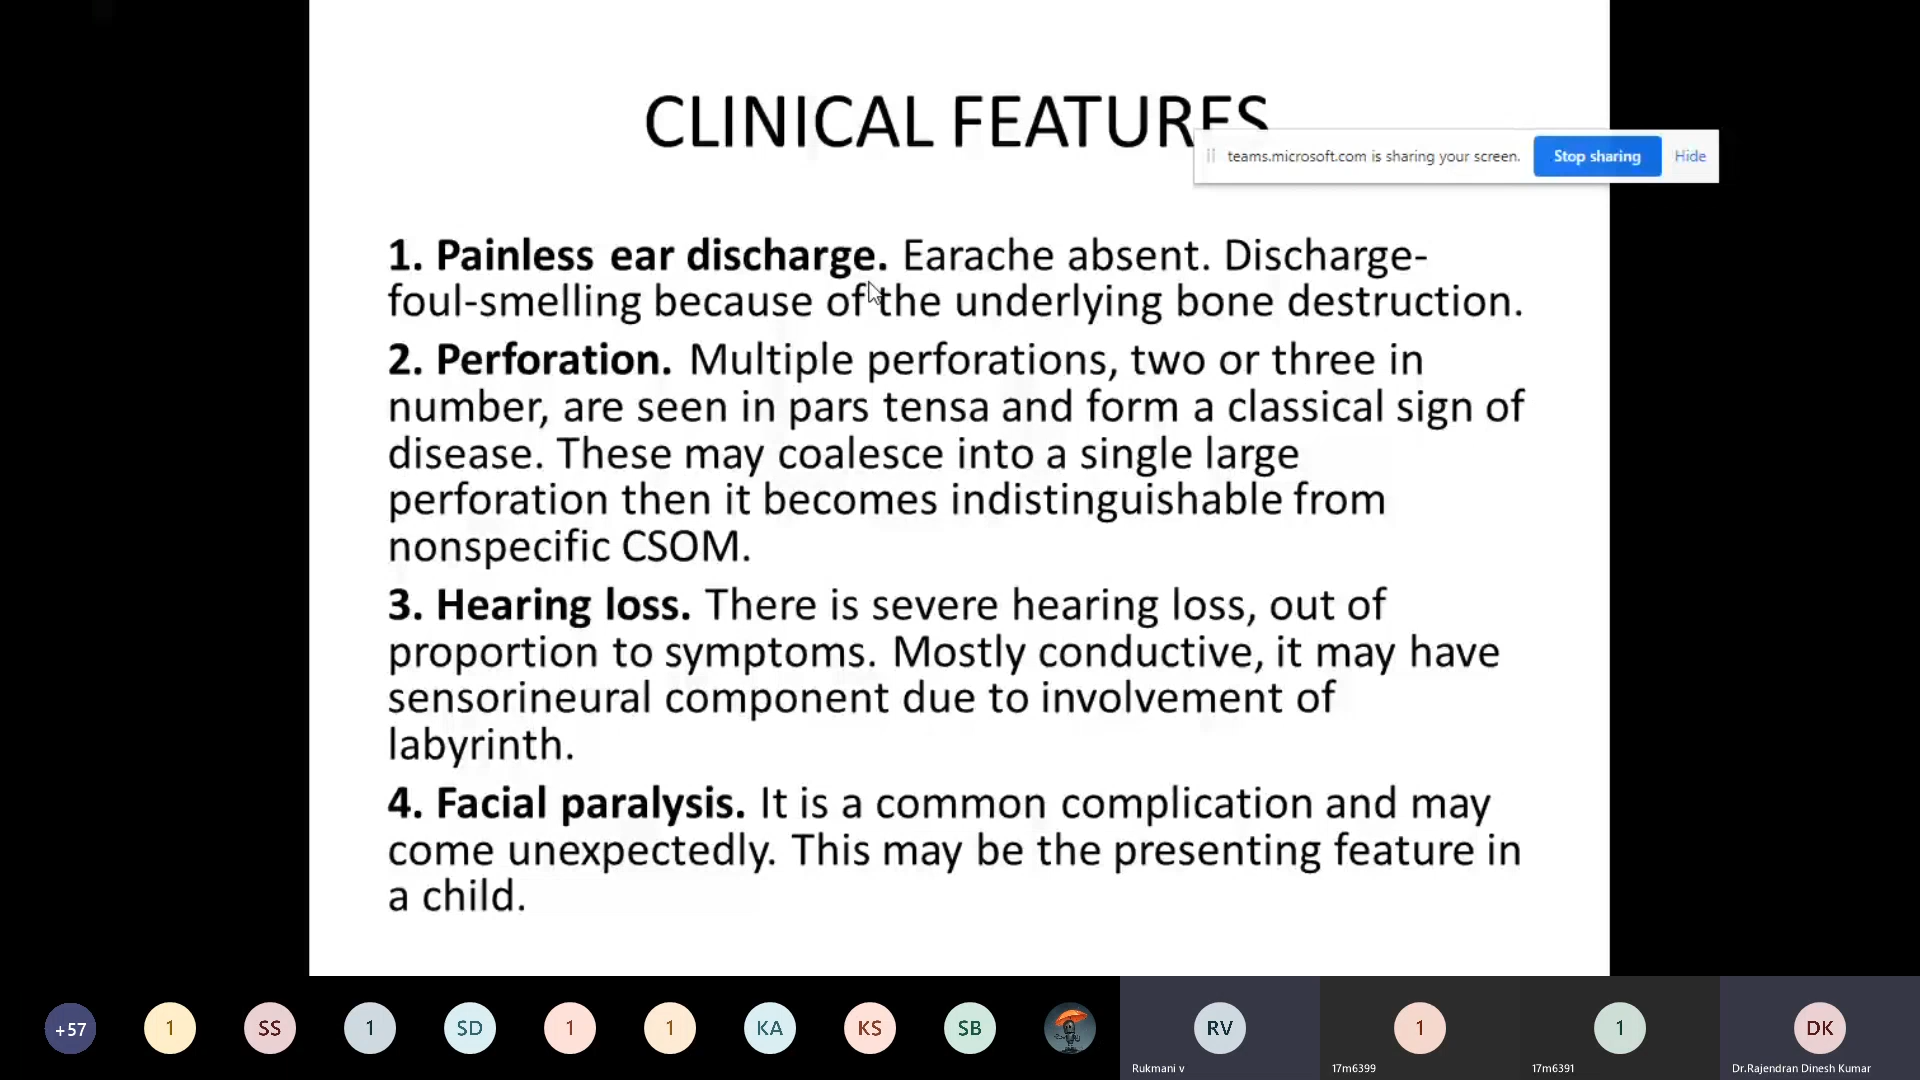 CLINICAL FEATURES
teams.microsoft.com is sharing your screen. Stop sharing Hide
1. Painless ear discharge. Earache absent. Discharge-
foul-smelling because of the underlying bone destruction.
2. Perforation. Multiple perforations, two or three in
number, are seen in pars tensa and form a classical sign of
disease. These may coalesce into a single large
perforation then it becomes indistinguishable from
nonspecific CSOM.
3. Hearing loss. There is severe hearing loss, out of
proportion to symptoms. Mostly conductive, it may have
sensorineural component due to involvement of
labyrinth.
4. Facial paralysis. It is a common complication and may
come unexpectedly. This may be the presenting feature in
a child.
+57 1 SS 1 SD 1 1 KA KS SB RV 1 1 DK
Rukmani v 17m6399 17m6391 Dr.Rajendran Dinesh Kumar